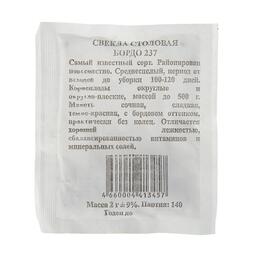 СВЕКЛА СТОЛОВАЯ
БОРДО 237
Самый известный сорт. Районирован
повсеместно. Среднеспелый, период от
всходов до уборки 100-120 дней.
Корнеплоды округлые и
округло-плоские, массой до 500 г.
Мякоть сочная, сладкая,
темно-красная, с бордовым оттенком,
практически без колец. Отличается
хорошей лежкостью,
сбалансированностью витаминов и
минеральных солей.
4660004413457
Масса 2 г ± 9%. Партия: 140
Годен до